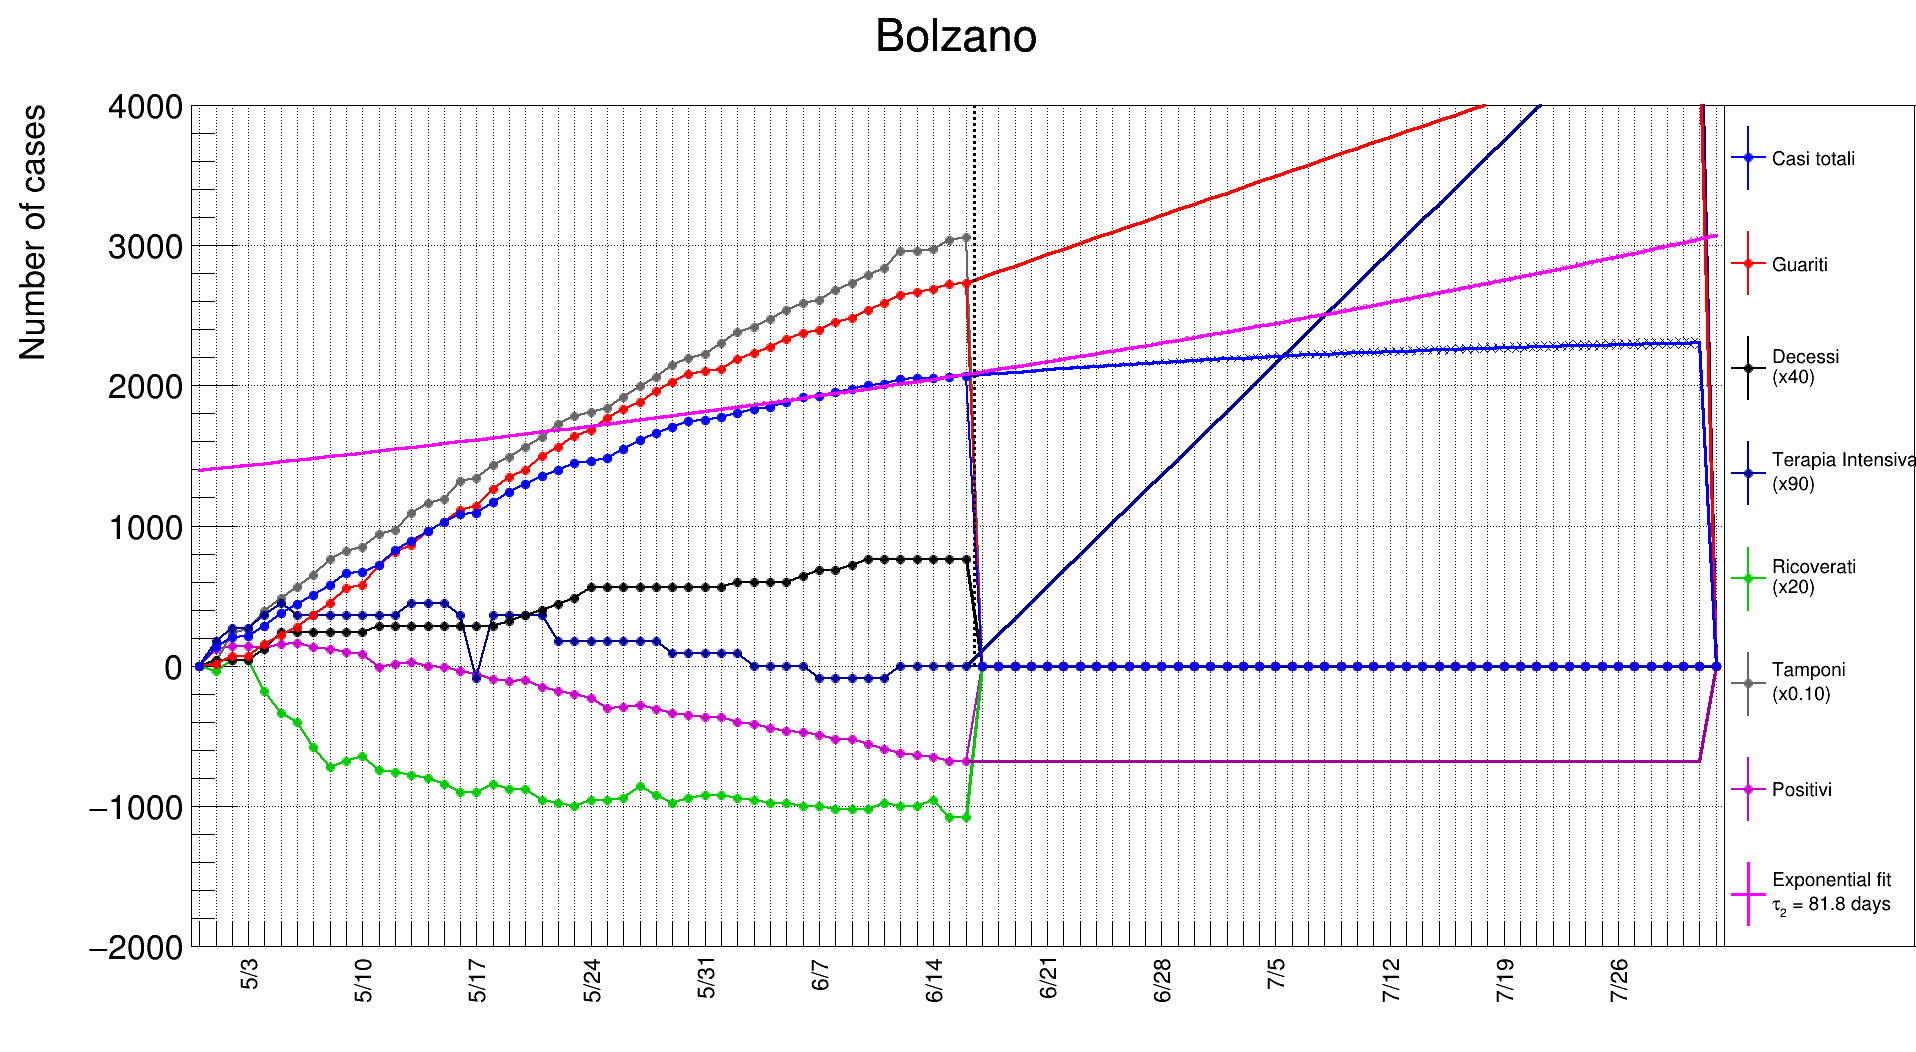 Bolzano
Number of cases
4000
3000
2000
1000
0
−1000
−2000
5/3
5/10
5/17
5/24
5/31
6/7
6/14
6/21
6/28
7/5
7/12
7/19
7/26
Casi totali
Guariti
Decessi
(x40)
Terapia Intensiva
(x90)
Ricoverati
(x20)
Tamponi
(x0.10)
Positivi
Exponential fit
τ2 = 81.8 days